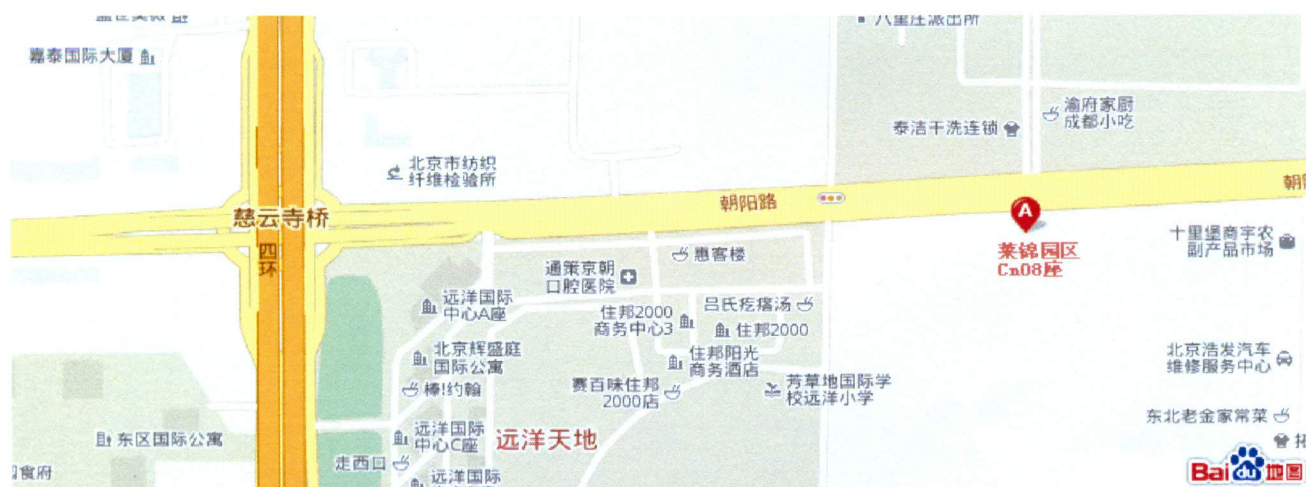 八里庄派出所
嘉泰国际大厦
渝府家厨
成都小吃
泰洁干洗连锁
北京市纺织
纤维检验所
朝阳路
慈云寺桥
四环
A
莱锦园区
Cn08座
十里堡商宇农
副产品市场
惠客楼
通策京朝
口腔医院
远洋国际
中心A座
吕氏疙瘩汤
住邦2000
商务中心3
住邦2000
北京辉盛庭
国际公寓
住邦阳光
商务酒店
北京浩发汽车
维修服务中心
棒!约翰
赛百味住邦
2000店
芳草地国际学
校远洋小学
东北老金家常菜
东区国际公寓
远洋国际
中心C座
远洋天地
走西口
远洋国际
食府
Bai du 地图